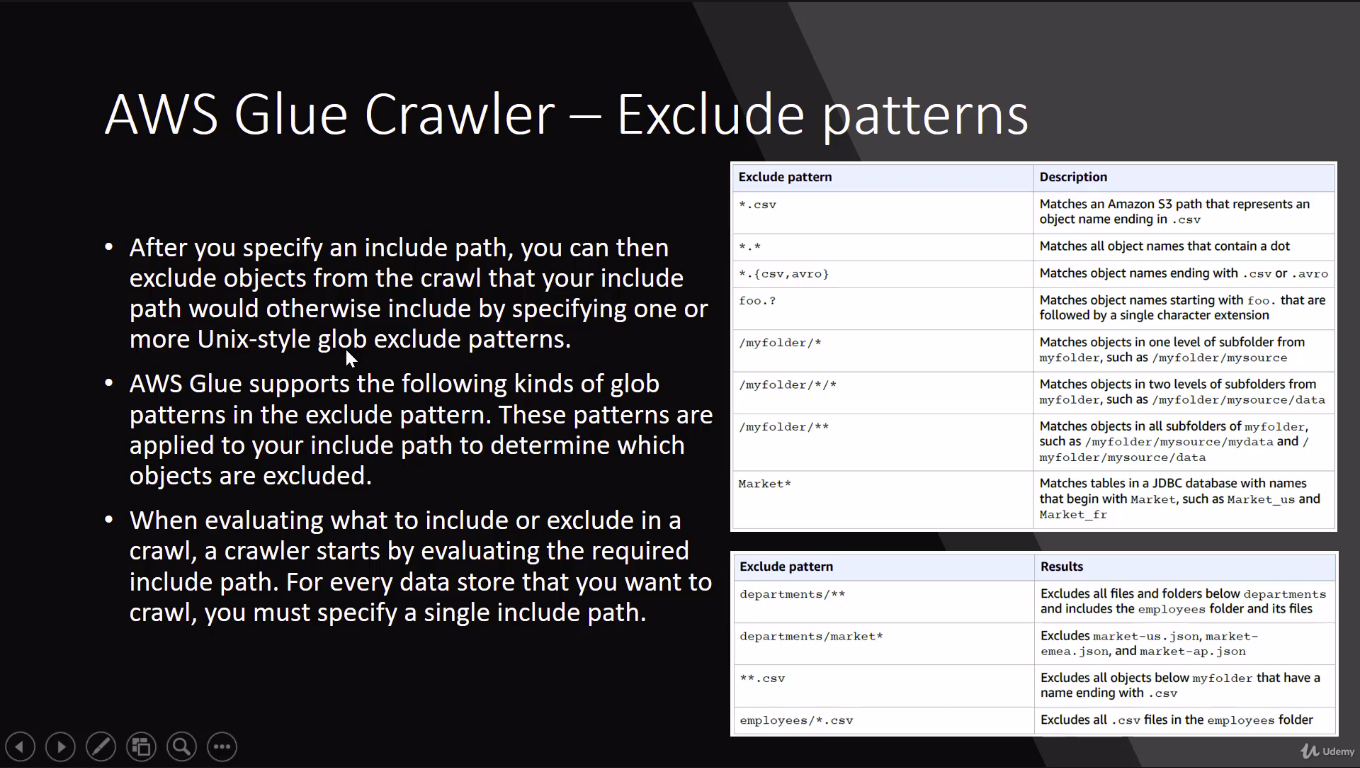 AWS Glue Crawler – Exclude patterns
• After you specify an include path, you can then
exclude objects from the crawl that your include
path would otherwise include by specifying one or
more Unix-style glob exclude patterns.
• AWS Glue supports the following kinds of glob
patterns in the exclude pattern. These patterns are
applied to your include path to determine which
objects are excluded.
• When evaluating what to include or exclude in a
crawl, a crawler starts by evaluating the required
include path. For every data store that you want to
crawl, you must specify a single include path.
Exclude pattern Description
*.csv Matches an Amazon S3 path that represents an
object name ending in .csv
*.* Matches all object names that contain a dot
*.{csv,avro} Matches object names ending with .csv or .avro
foo.? Matches object names starting with foo. that are
followed by a single character extension
/myfolder/* Matches objects in one level of subfolder from
myfolder, such as /myfolder/mysource
/myfolder/*/* Matches objects in two levels of subfolders from
myfolder, such as /myfolder/mysource/data
/myfolder/** Matches objects in all subfolders of myfolder,
such as /myfolder/mysource/mydata and /
myfolder/mysource/data
Market* Matches tables in a JDBC database with names
that begin with Market, such as Market_us and
Market_fr
Exclude pattern Results
departments/** Excludes all files and folders below departments
and includes the employees folder and its files
departments/market* Excludes market-us.json, market-
emea.json, and market-ap.json
**.csv Excludes all objects below myfolder that have a
name ending with .csv
employees/*.csv Excludes all .csv files in the employees folder
Udemy